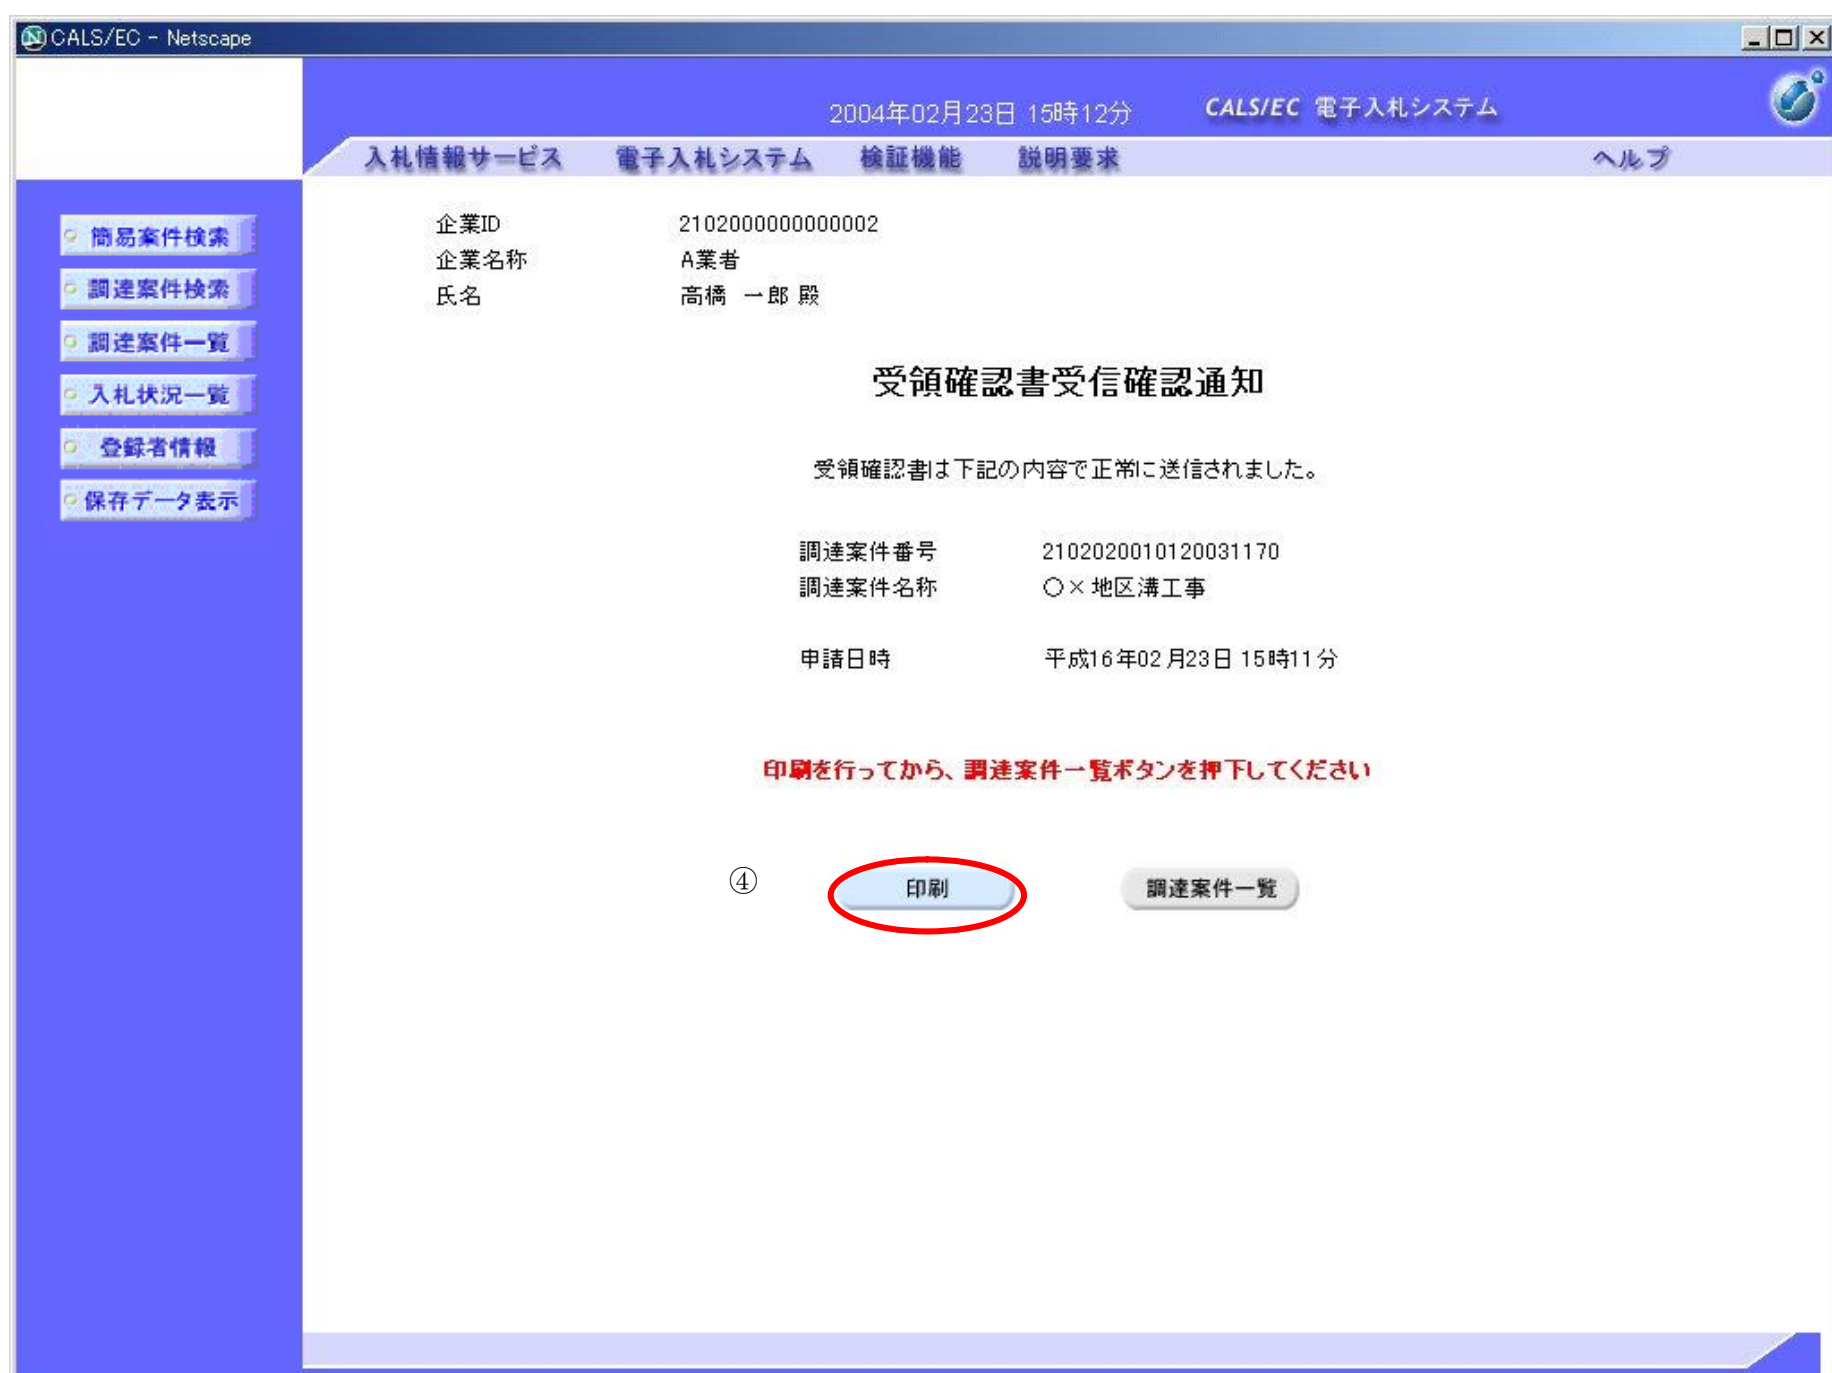 CALS/EC - Netscape
2004年02月23日 15時12分 CALS/EC 電子入札システム
入札情報サービス 電子入札システム 検証機能 説明要求 ヘルプ
簡易案件検索
調達案件検索
調達案件一覧
入札状況一覧
登録者情報
保存データ表示
企業ID 2102000000000002
企業名称 A業者
氏名 高橋 一郎 殿
受領確認書受信確認通知
受領確認書は下記の内容で正常に送信されました。
調達案件番号 2102020010120031170
調達案件名称 ○×地区溝工事
申請日時 平成16年02月23日 15時11分
印刷を行ってから、調達案件一覧ボタンを押下してください
④ 印刷 調達案件一覧